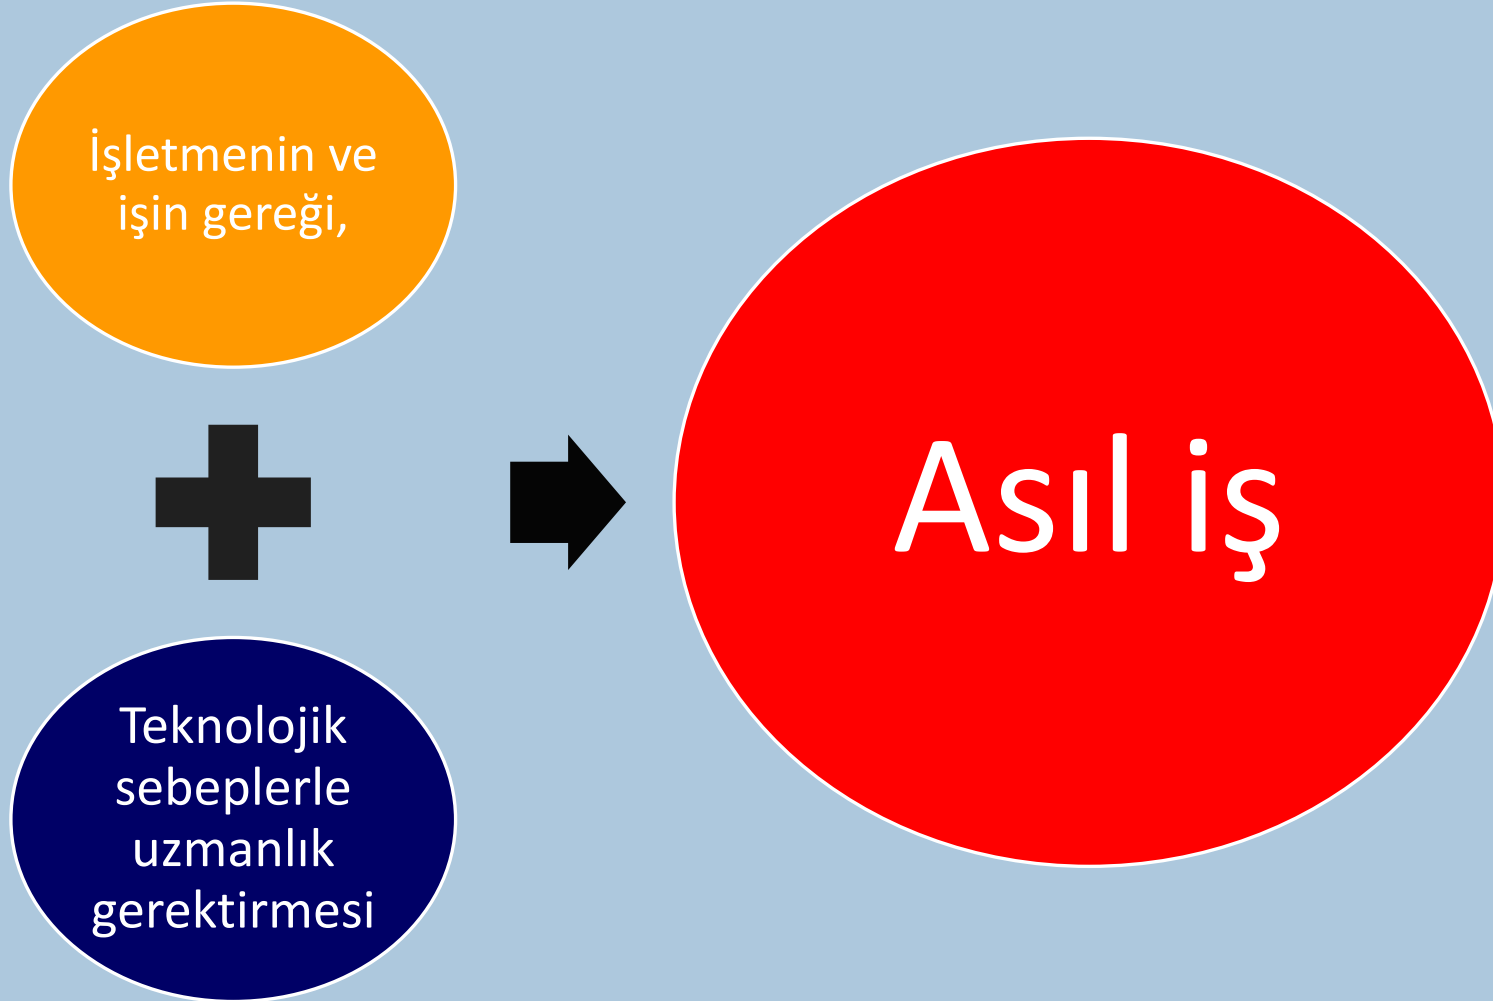 İşletmenin ve
işin gereği,
Teknolojik
sebeplerle
uzmanlık
gerektirmesi
Asıl iş